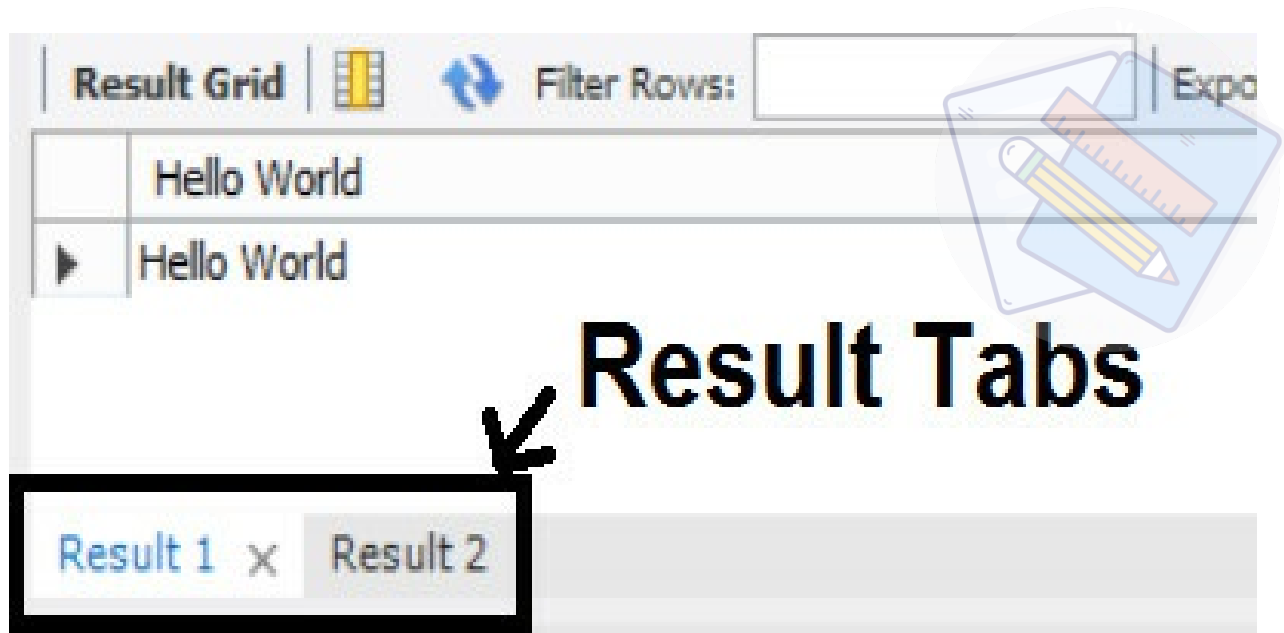 Result Grid Filter Rows: Expo
Hello World
Hello World
Result Tabs
Result 1 x Result 2